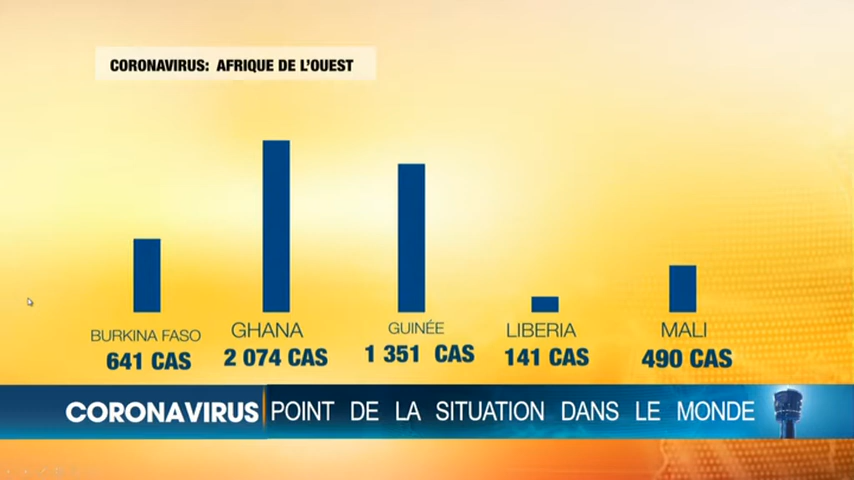 CORONAVIRUS: AFRIQUE DE L'OUEST
BURKINA FASO GHANA GUINÉE LIBERIA MALI
641 CAS 2 074 CAS 1 351 CAS 141 CAS 490 CAS
CORONAVIRUS POINT DE LA SITUATION DANS LE MONDE